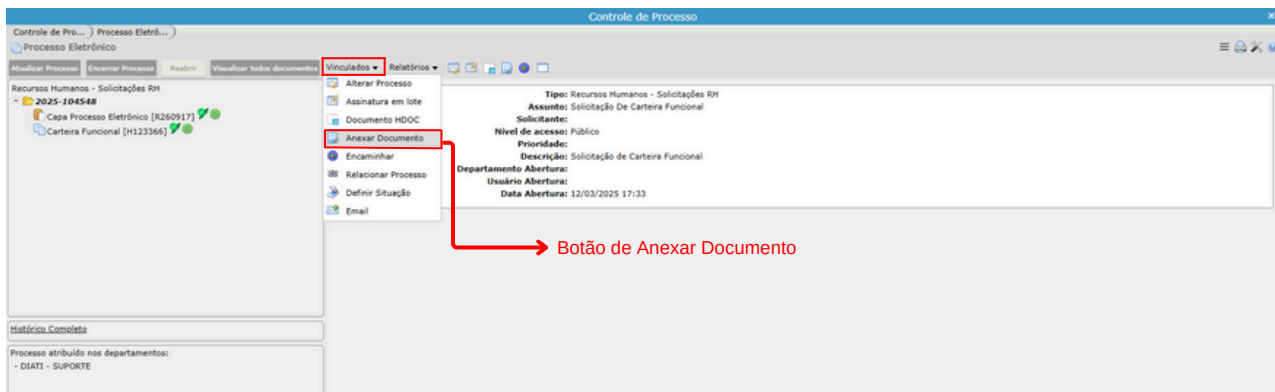 Controle de Processo
Controle de Pro... ) Processo Eletrô... )
Processo Eletrônico
Atualizar Processo Encerrar Processo Reabrir Visualizar todos documentos Vinculados Relatórios
Recursos Humanos - Solicitações RH
- 2025-104548
Capa Processo Eletrônico [R260917]
Carteira Funcional [H123366]
Alterar Processo
Assinatura em lote
Documento HDOC
Anexar Documento
Encaminhar
Relacionar Processo
Definir Situação
Email
Tipo: Recursos Humanos - Solicitações RH
Assunto: Solicitação De Carteira Funcional
Solicitante:
Nível de acesso: Público
Prioridade:
Descrição: Solicitação de Carteira Funcional
Departamento Abertura:
Usuário Abertura:
Data Abertura: 12/03/2025 17:33
Botão de Anexar Documento
Histórico Completo
Processo atribuído nos departamentos:
- DIATI - SUPORTE